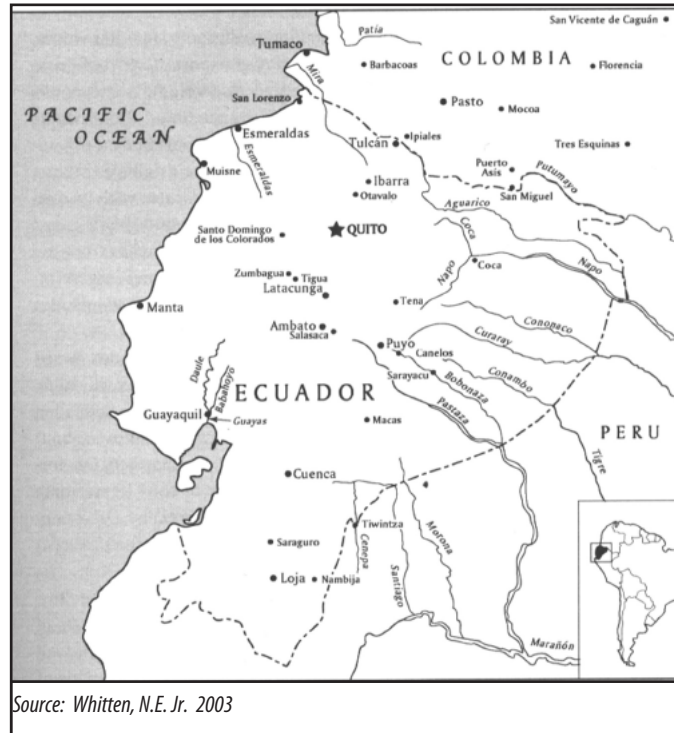 San Vicente de Caguán
Patía
Tumaco
COLOMBIA
Barbacoas
Florencia
Mira
San Lorenzo
Pasto
Mocoa
PACIFIC
OCEAN
Esmeraldas
Ipiales
Tulcán
Tres Esquinas
Esmeraldas
Muisne
Puerto
Asís
Putumayo
Ibarra
Otavalo
San Miguel
Aguarico
Santo Domingo
de los Colorados
QUITO
Coca
Napo
Coca
Napo
Zumbagua
Tigua
Latacunga
Tena
Manta
Cononaco
Ambato
Salasaca
Curaray
Puyo
Canelos
Conambo
Daule
Babahoyo
Sarayacu
Bobonaza
ECUADOR
Pastaza
Guayaquil
Guayas
Macas
PERU
Tigre
Cuenca
Tiwintza
Morona
Saraguro
Cenepa
Santiago
Loja
Nambija
Marañón
Source: Whitten, N.E. Jr. 2003